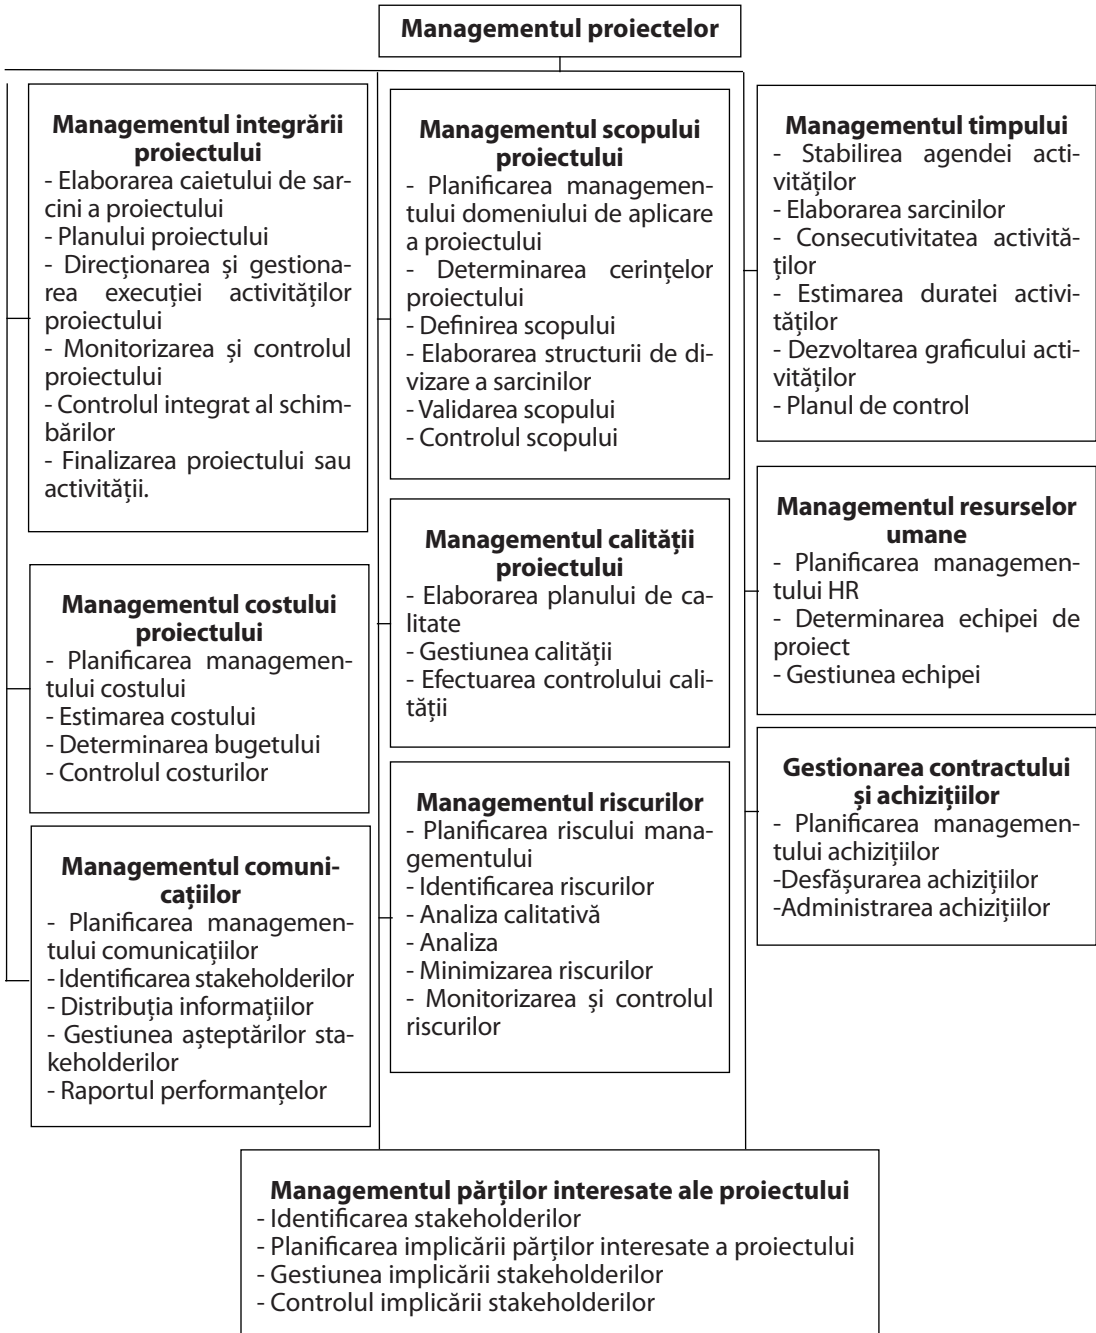 Managementul proiectelor
Managementul integrării
proiectului
- Elaborarea caietului de sar-
cini a proiectului
- Planului proiectului
- Direcționarea și gestiona-
rea execuției activităților
proiectului
- Monitorizarea și controlul
proiectului
- Controlul integrat al schim-
bărilor
- Finalizarea proiectului sau
activității.
Managementul costului
proiectului
- Planificarea managemen-
tului costului
- Estimarea costului
- Determinarea bugetului
- Controlul costurilor
Managementul comuni-
cațiilor
- Planificarea managemen-
tului comunicațiilor
- Identificarea stakeholderilor
- Distribuția informațiilor
- Gestiunea așteptărilor sta-
keholderilor
- Raportul performanțelor
Managementul scopului
proiectului
- Planificarea managemen-
tului domeniului de aplicare
a proiectului
- Determinarea cerințelor
proiectului
- Definirea scopului
- Elaborarea structurii de di-
vizare a sarcinilor
- Validarea scopului
- Controlul scopului
Managementul calității
proiectului
- Elaborarea planului de ca-
litate
- Gestiunea calității
- Efectuarea controlului cali-
tății
Managementul riscurilor
- Planificarea riscului mana-
gementului
- Identificarea riscurilor
- Analiza calitativă
- Analiza
- Minimizarea riscurilor
- Monitorizarea și controlul
riscurilor
Managementul timpului
- Stabilirea agendei acti-
vităților
- Elaborarea sarcinilor
- Consecutivitatea activită-
ților
- Estimarea duratei activi-
tăților
- Dezvoltarea graficului acti-
vităților
- Planul de control
Managementul resurselor
umane
- Planificarea managemen-
tului HR
- Determinarea echipei de
proiect
- Gestiunea echipei
Gestionarea contractului
și achizițiilor
- Planificarea managemen-
tului achizițiilor
-Desfășurarea achizițiilor
-Administrarea achizițiilor
Managementul părților interesate ale proiectului
- Identificarea stakeholderilor
- Planificarea implicării părților interesate a proiectului
- Gestiunea implicării stakeholderilor
- Controlul implicării stakeholderilor